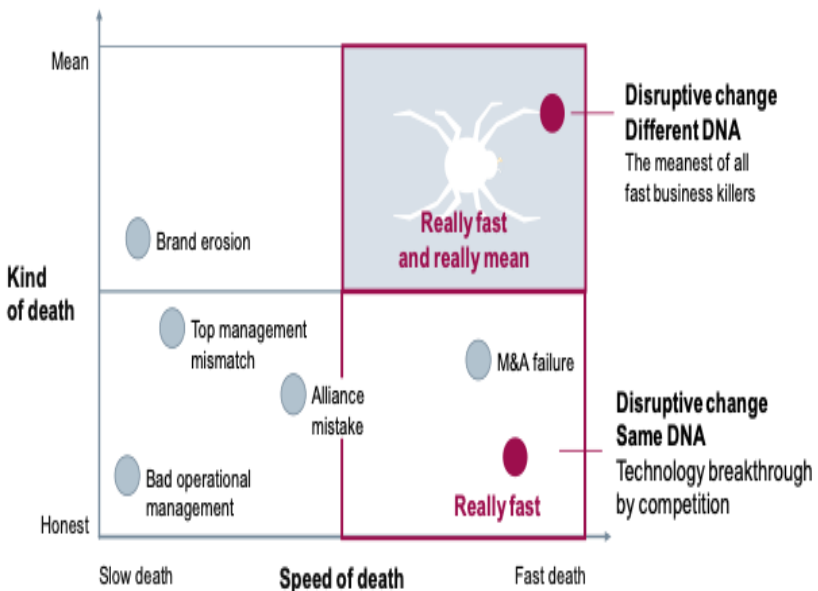 Mean
Disruptive change
Different DNA
The meanest of all
fast business killers
Really fast
and really mean
Brand erosion
Kind
of death
Top management
mismatch
M&A failure
Alliance
mistake
Disruptive change
Same DNA
Technology breakthrough
by competition
Bad operational
management
Really fast
Honest
Slow death
Speed of death
Fast death